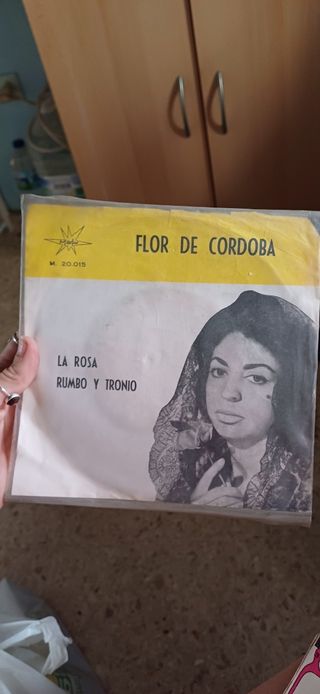 FLOR DE CORDOBA
M. 20.015
LA ROSA
RUMBO Y TRONIO